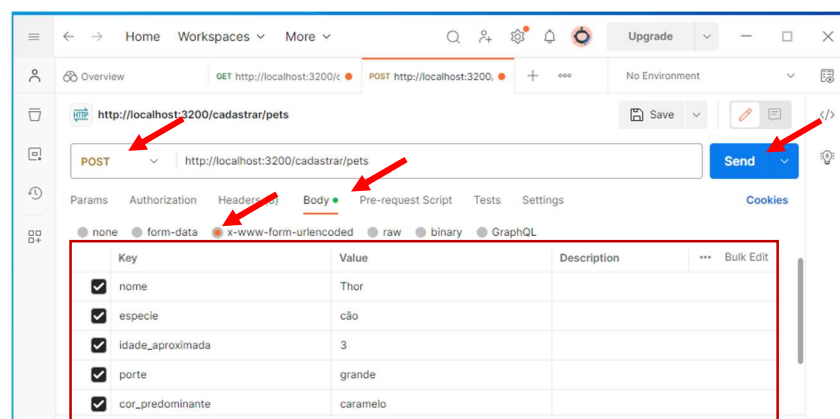 Home Workspaces More Upgrade
Overview GET http://localhost:3200/c POST http://localhost:3200, No Environment
HTTP http://localhost:3200/cadastrar/pets Save
POST http://localhost:3200/cadastrar/pets Send
Params Authorization Headers Body Pre-request Script Tests Settings Cookies
none form-data x-www-form-urlencoded raw binary GraphQL
Key Value Description Bulk Edit
nome Thor
especie cão
idade_aproximada 3
porte grande
cor_predominante caramelo